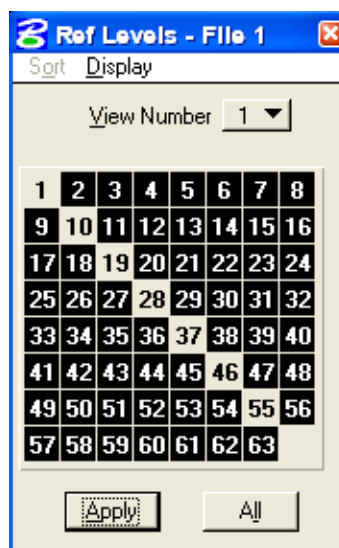 Ref Levels - File 1
Sort Display
View Number 1
1 2 3 4 5 6 7 8
9 10 11 12 13 14 15 16
17 18 19 20 21 22 23 24
25 26 27 28 29 30 31 32
33 34 35 36 37 38 39 40
41 42 43 44 45 46 47 48
49 50 51 52 53 54 55 56
57 58 59 60 61 62 63
Apply All